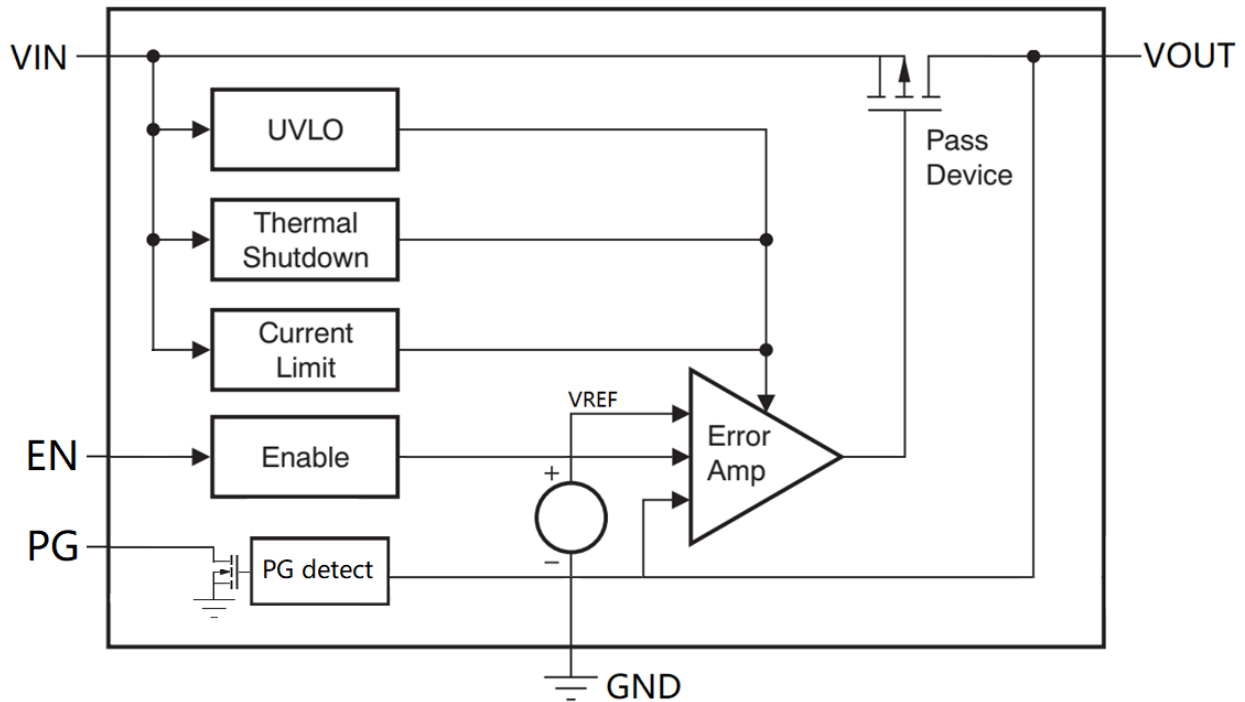 VIN
VOUT
UVLO
Pass
Device
Thermal
Shutdown
Current
Limit
VREF
Error
Amp
EN
Enable
+
PG
PG detect
−
GND